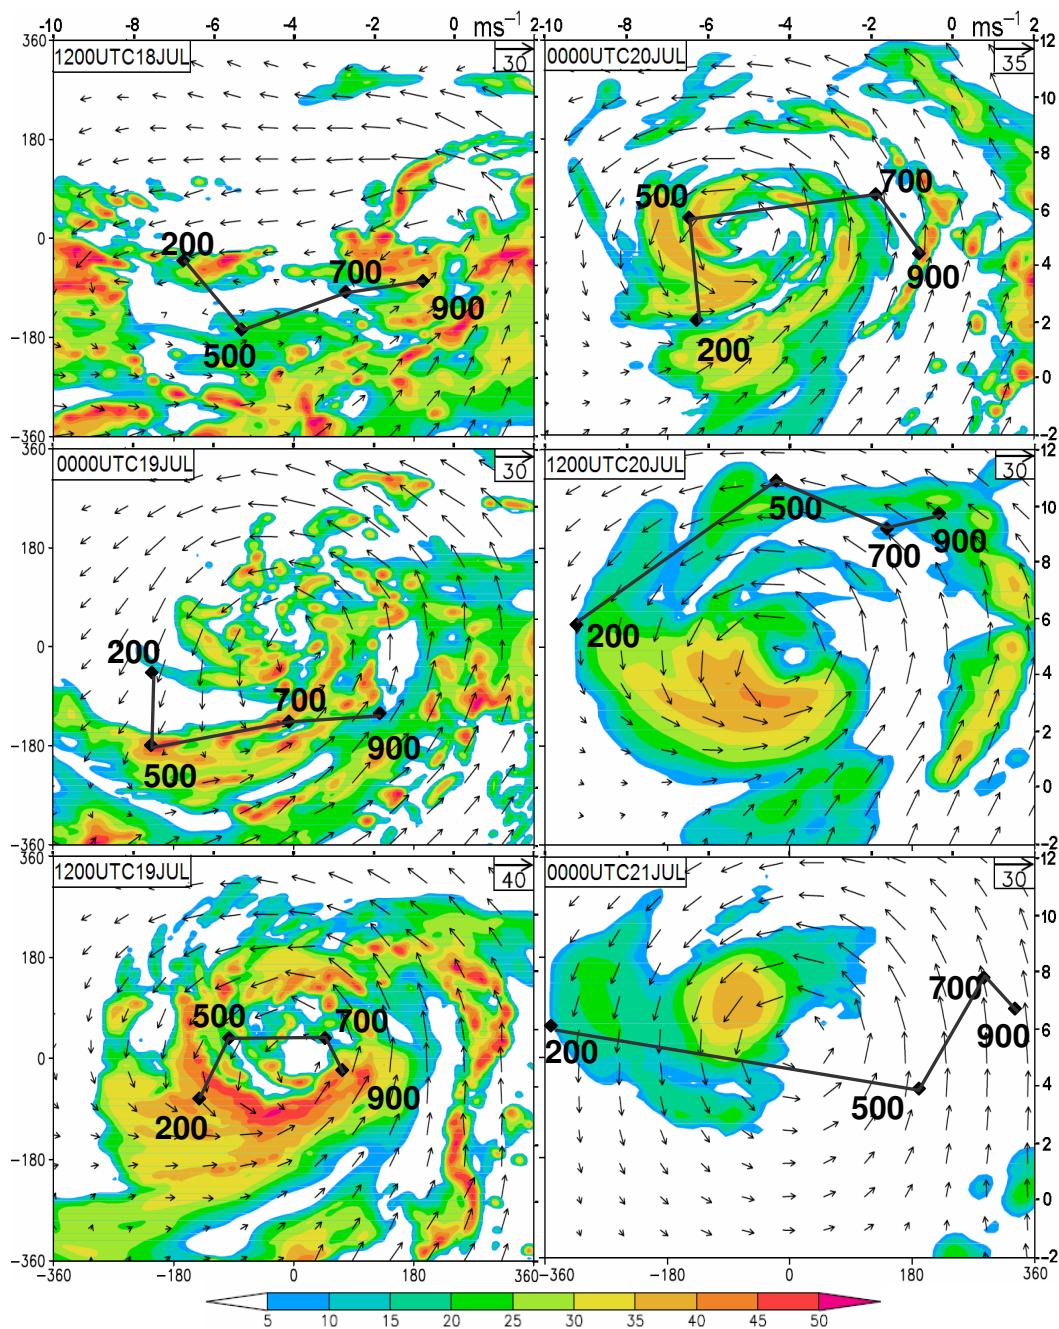 -10 -8 -6 -4 -2 0 ms⁻¹ 2
-8 -6 -4 -2 0 ms⁻¹ 2
360 1200UTC18JUL 30
0000UTC20JUL 35 12
10
180 8
500 700
0 200 6
700 4
900 900
-180 500 200 2
0
-360 -2
360 0000UTC19JUL 30
1200UTC20JUL 30 12
500 10
180 900
700 8
200 200 6
0
700 4
-180 500 900 2
0
-360 -2
360 1200UTC19JUL 40
0000UTC21JUL 30 12
10
180 8
500 700 700
900 6
0 200
900 500 4
200
-180 2
0
-360 -2
-360 -180 0 180 360
-360 -180 0 180 360
5 10 15 20 25 30 35 40 45 50